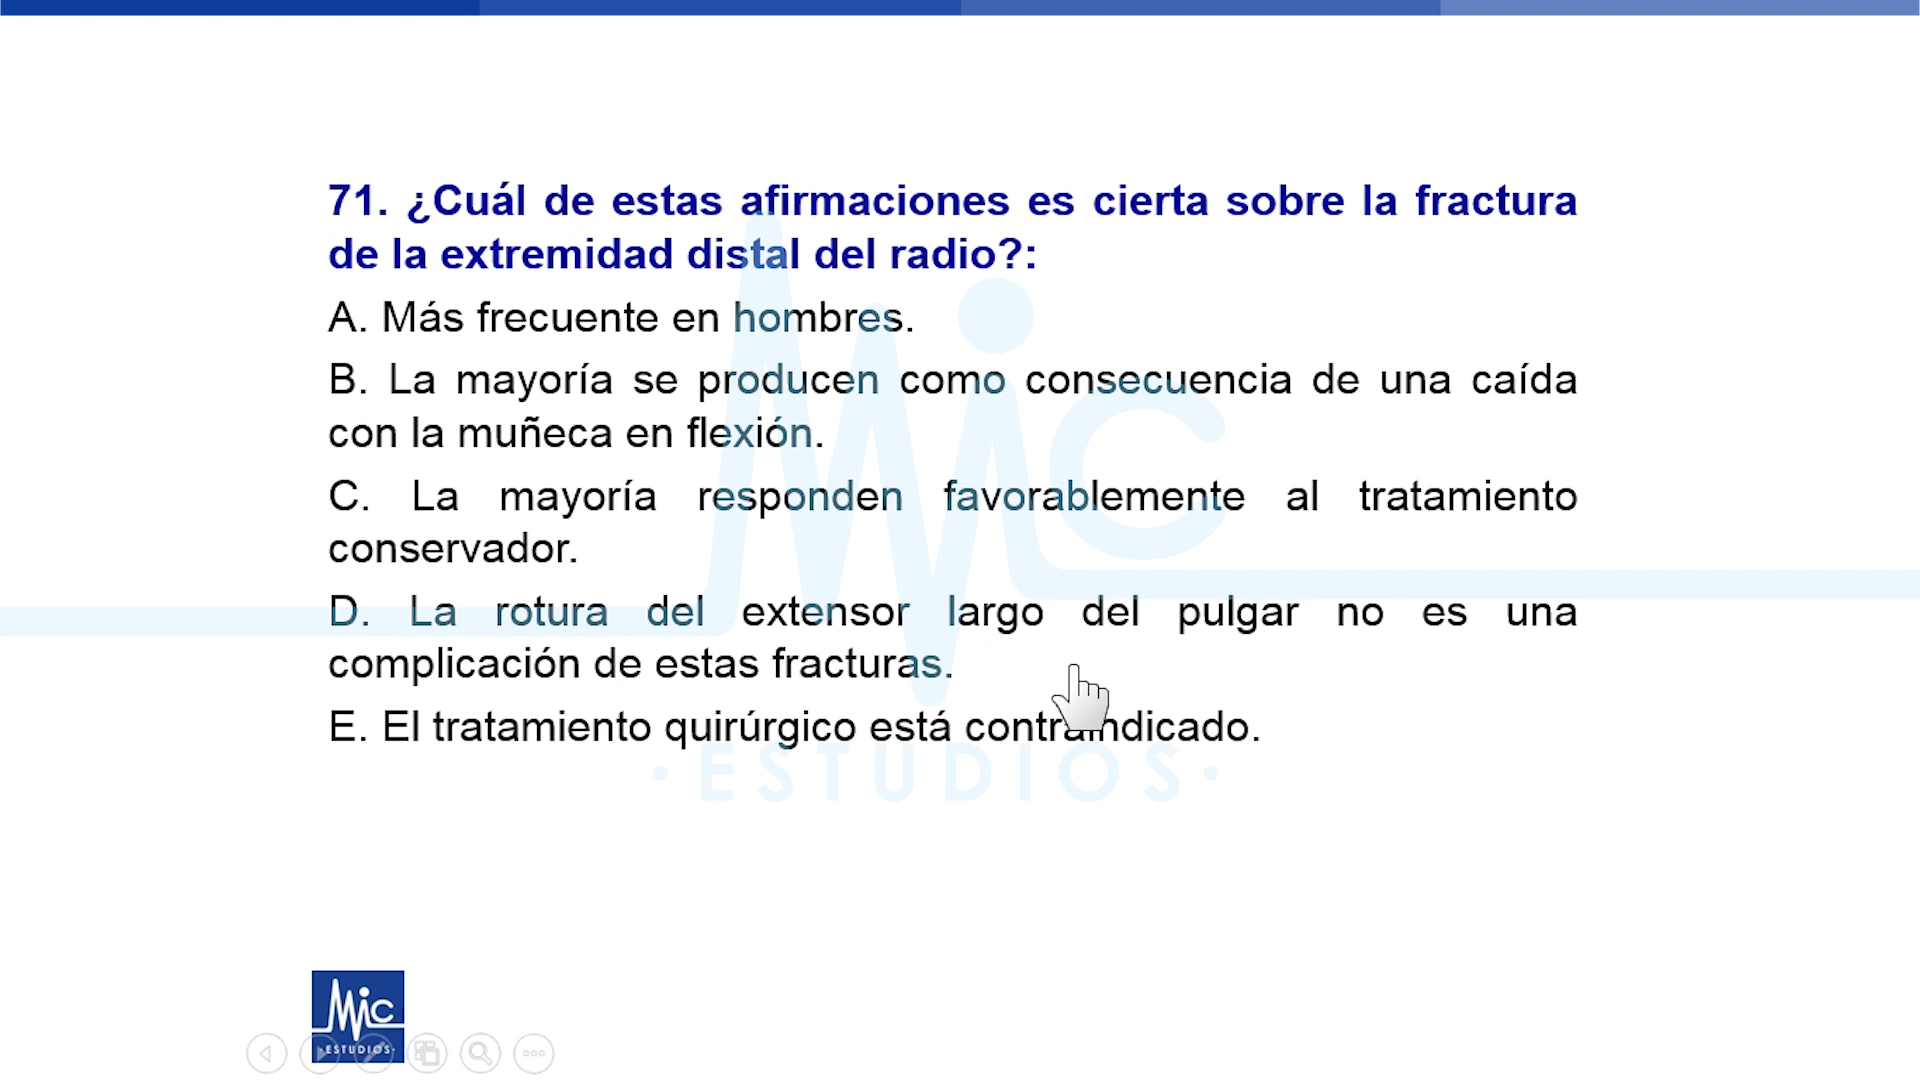 71. ¿Cuál de estas afirmaciones es cierta sobre la fractura
de la extremidad distal del radio?:
A. Más frecuente en hombres.
B. La mayoría se producen como consecuencia de una caída
con la muñeca en flexión.
C. La mayoría responden favorablemente al tratamiento
conservador.
D. La rotura del extensor largo del pulgar no es una
complicación de estas fracturas.
E. El tratamiento quirúrgico está contraindicado.
Mic
·ESTUDIOS·
Mic
·ESTUDIOS·